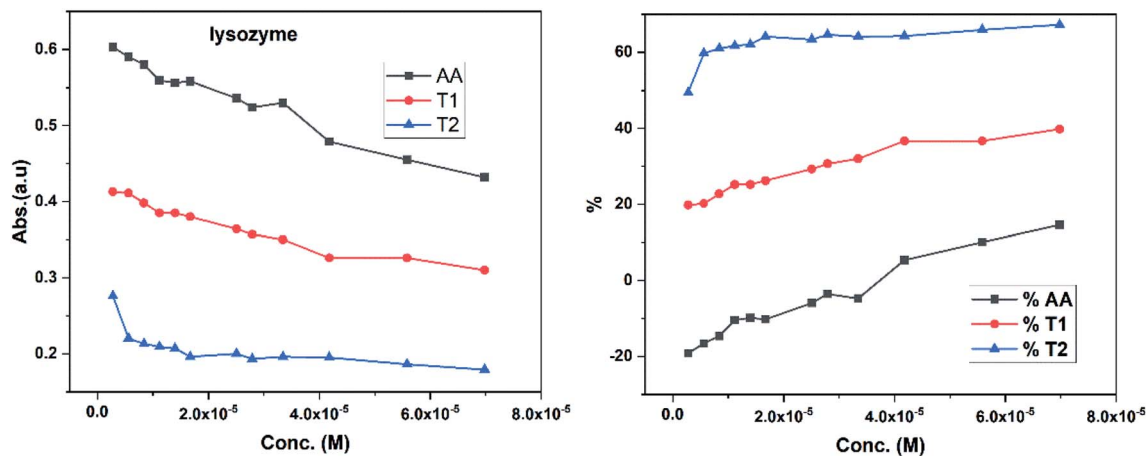 lysozyme
AA
T1
T2
0.6
0.5
0.4
0.3
0.2
Abs.(a.u)
0.0
2.0x10⁻⁵
4.0x10⁻⁵
6.0x10⁻⁵
8.0x10⁻⁵
Conc. (M)
60
40
20
0
-20
%
% AA
% T1
% T2
0.0
2.0x10⁻⁵
4.0x10⁻⁵
6.0x10⁻⁵
8.0x10⁻⁵
Conc. (M)